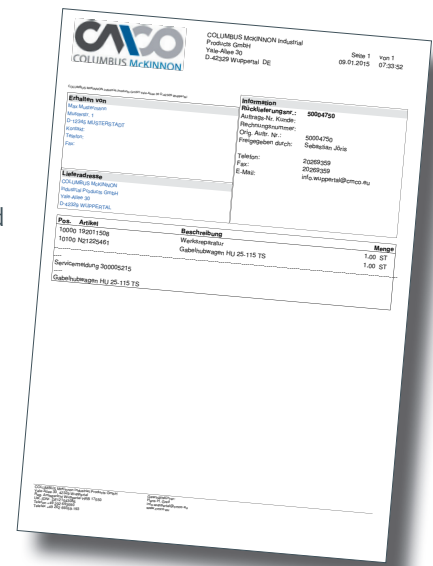 CMCO
COLUMBUS McKINNON
COLUMBUS McKINNON Industrial
Products GmbH
Yale-Allee 30
D-42329 Wuppertal DE
Seite 1 von 1
09.01.2015 07:33:52
Erhalten von
Max Mustermann
Musterstr. 1
D-12345 MUSTERSTADT
Kontakt:
Telefon:
Fax:
Information
Rücklieferungsnr.: 50004750
Auftrags-Nr. Kunde:
Rechnungsnummer:
Orig. Auftr. Nr.: 50004750
Freigegeben durch: Sebastian Jöris
Telefon: 20269359
Fax: 20269359
E-Mail: info.wuppertal@cmco.eu
Lieferadresse
COLUMBUS McKINNON
Industrial Products GmbH
Yale-Allee 30
D-42329 WUPPERTAL
Pos. Artikel Beschreibung Menge
10000 192011508 Werksreparatur 1.00 ST
10100 N21225461 Gabelhubwagen HU 25-115 TS 1.00 ST
Servicemeldung 300005215
Gabelhubwagen HU 25-115 TS
d